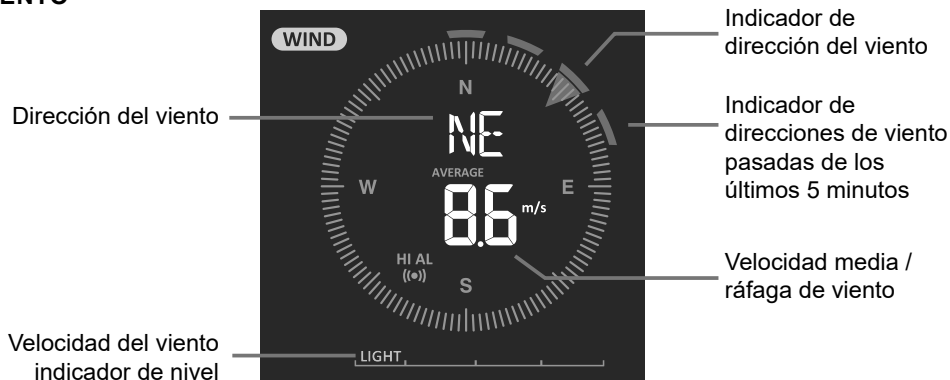 Indicador de
dirección del viento
WIND
N
Dirección del viento
NE
Indicador de
direcciones de viento
pasadas de los
últimos 5 minutos
AVERAGE
W
8.6 m/s
E
HI AL
S
Velocidad media /
ráfaga de viento
Velocidad del viento
indicador de nivel
LIGHT